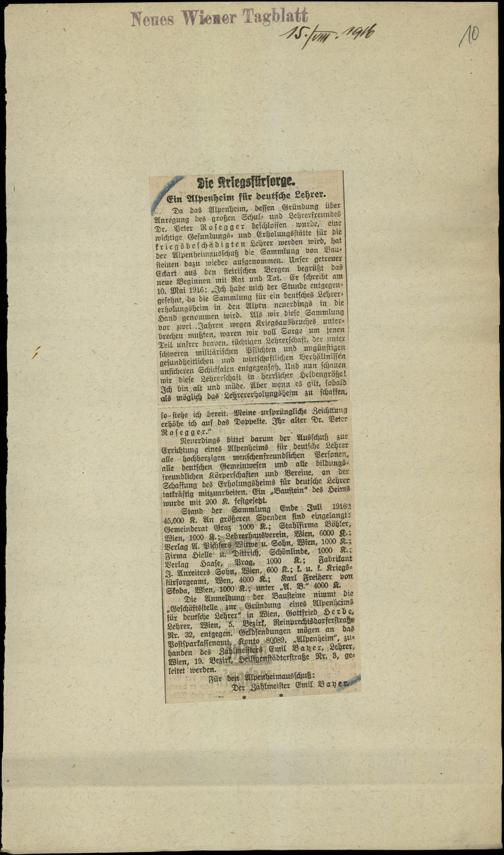 Neues Wiener Tagblatt
15./VIII. 1916
10
Die Kriegsfürsorge.
Ein Alpenheim für deutsche Lehrer.
Da das Alpenheim, dessen Gründung über
Anregung des großen Schul- und Lehrerfreundes
Dr. Peter Rosegger beschlossen wurde, eine
wichtige Gesundungs- und Erholungsstätte für die
kriegsbeschädigten Lehrer werden wird, hat
der Alpenheimausschuß die Sammlung von Bau-
steinen dazu wieder aufgenommen. Unser getreuer
Eckart aus den steirischen Bergen begrüßt das
neue Beginnen mit Rat und Tat. Er schreibt am
10. Mai 1916: „Ich habe mich der Stunde entgegen-
gesehnt, da die Sammlung für ein deutsches Lehrer-
erholungsheim in den Alpen neuerdings in die
Hand genommen wird. Als wir diese Sammlung
vor zwei Jahren wegen Kriegsausbruches unter-
brechen mußten, waren wir voll Sorge um jenen
Teil unsrer braven, tüchtigen Lehrerschaft, der unter
schweren militärischen Pflichten und ungünstigen
gesundheitlichen und wirtschaftlichen Verhältnissen
unsicheren Schicksalen entgegensah. Und nun schauen
wir diese Lehrerschaft in herrlicher Heldengröße!
Ich bin alt und müde. Aber wenn es gilt, sobald
als möglich das Lehrererholungsheim zu schaffen,
so stehe ich bereit. Meine ursprüngliche Zeichnung
erhöhe ich auf das Doppelte. Ihr alter Dr. Peter
Rosegger.“
Neuerdings bittet darum der Ausschuß zur
Errichtung eines Alpenheims für deutsche Lehrer
alle hochherzigen menschenfreundlichen Personen,
alle deutschen Gemeinwesen und alle bildungs-
freundlichen Körperschaften und Vereine, an der
Schaffung des Erholungsheims für deutsche Lehrer
tatkräftig mitzuarbeiten. Ein „Baustein“ des Heims
wurde mit 200 K. festgesetzt.
Stand der Sammlung Ende Juli 1916:
45,000 K. An größeren Spenden sind eingelangt:
Gemeinderat Graz 1000 K.; Stahlfirma Böhler,
Wien, 1000 K.; Lehrerhausverein, Wien, 6000 K.;
Verlag A. Pichlers Witwe u. Sohn, Wien, 1000 K.;
Firma Hielle u. Dittrich, Schönlinde, 1000 K.;
Verlag Haase, Prag, 1000 K.; Fabrikant
J. Anreiters Sohn, Wien, 600 K.; k. u. k. Kriegs-
fürsorgeamt, Wien, 4000 K.; Karl Freiherr von
Skoda, Wien, 1000 K.; unter „A. B.“ 4000 K.
Die Anmeldung der Bausteine nimmt die
„Geschäftsstelle zur Gründung eines Alpenheims
für deutsche Lehrer“ in Wien, Gottfried Herbe,
Lehrer, Wien, 5. Bezirk, Reinprechtsdorferstraße
Nr. 32, entgegen. Geldsendungen mögen an das
Postsparkassenamt, Konto 80,089, „Alpenheim“, zu-
handen des Zahlmeisters Emil Bayer, Lehrer,
Wien, 19. Bezirk, Heiligenstädterstraße Nr. 3, ge-
leitet werden.
Für den Alpenheimausschuß:
Der Zahlmeister Emil Bayer.